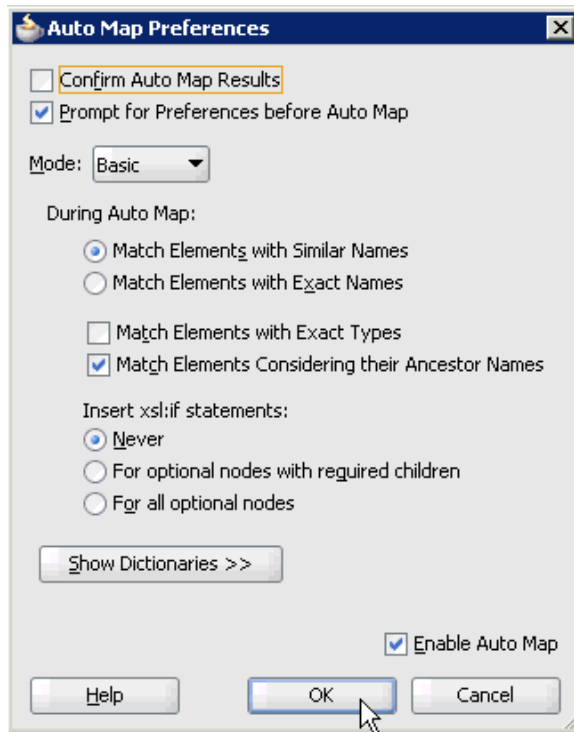 Auto Map Preferences
Confirm Auto Map Results
Prompt for Preferences before Auto Map
Mode: Basic
During Auto Map:
Match Elements with Similar Names
Match Elements with Exact Names
Match Elements with Exact Types
Match Elements Considering their Ancestor Names
Insert xsl:if statements:
Never
For optional nodes with required children
For all optional nodes
Show Dictionaries >>
Enable Auto Map
Help OK Cancel